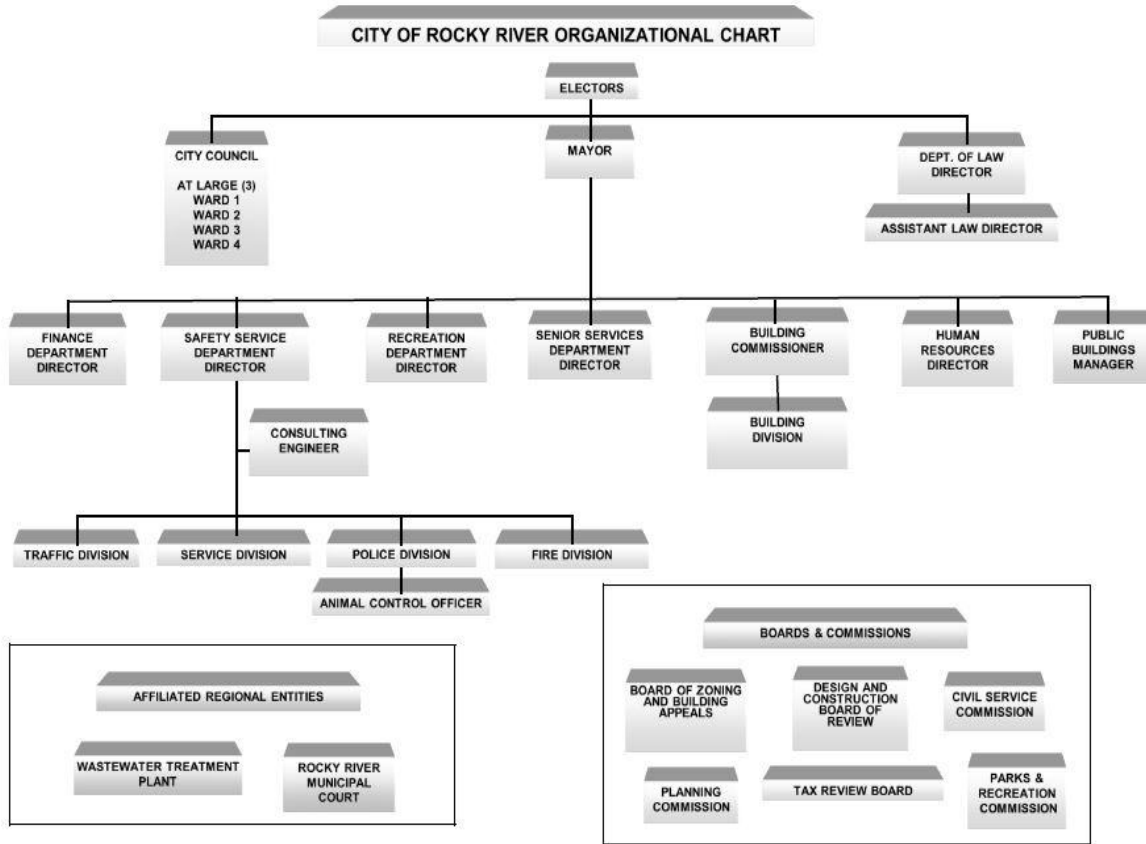 CITY OF ROCKY RIVER ORGANIZATIONAL CHART
ELECTORS
CITY COUNCIL
AT LARGE (3)
WARD 1
WARD 2
WARD 3
WARD 4
MAYOR
DEPT. OF LAW
DIRECTOR
ASSISTANT LAW DIRECTOR
FINANCE
DEPARTMENT
DIRECTOR
SAFETY SERVICE
DEPARTMENT
DIRECTOR
RECREATION
DEPARTMENT
DIRECTOR
SENIOR SERVICES
DEPARTMENT
DIRECTOR
BUILDING
COMMISSIONER
HUMAN
RESOURCES
DIRECTOR
PUBLIC
BUILDINGS
MANAGER
CONSULTING
ENGINEER
BUILDING
DIVISION
TRAFFIC DIVISION
SERVICE DIVISION
POLICE DIVISION
FIRE DIVISION
ANIMAL CONTROL OFFICER
AFFILIATED REGIONAL ENTITIES
WASTEWATER TREATMENT
PLANT
ROCKY RIVER
MUNICIPAL
COURT
BOARDS & COMMISSIONS
BOARD OF ZONING
AND BUILDING
APPEALS
DESIGN AND
CONSTRUCTION
BOARD OF
REVIEW
CIVIL SERVICE
COMMISSION
PLANNING
COMMISSION
TAX REVIEW BOARD
PARKS &
RECREATION
COMMISSION